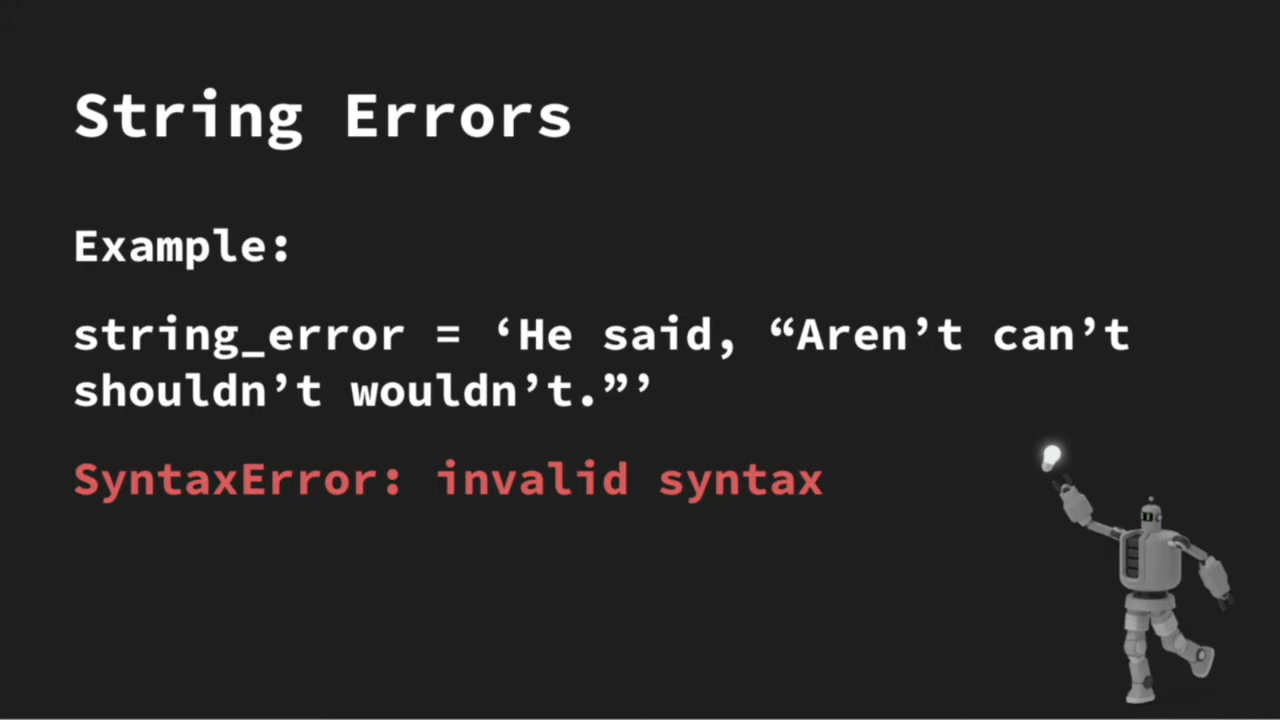 String Errors
Example:
string_error = ‘He said, “Aren’t can’t
shouldn’t wouldn’t.”’
SyntaxError: invalid syntax